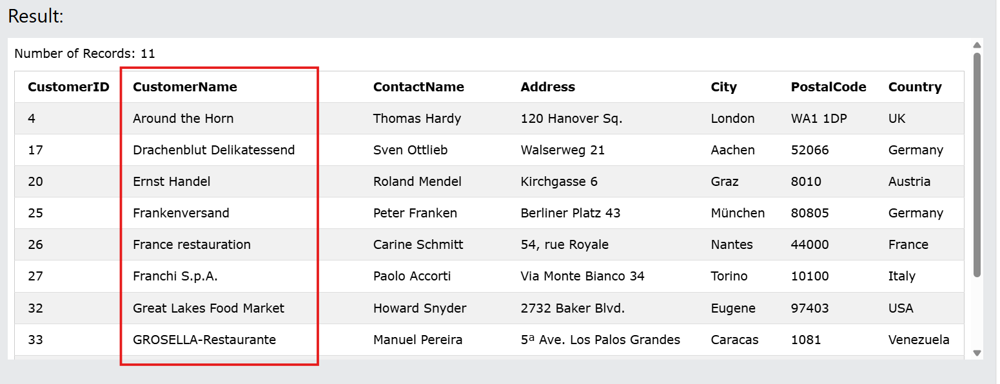 Result:
Number of Records: 11
CustomerID CustomerName ContactName Address City PostalCode Country
4 Around the Horn Thomas Hardy 120 Hanover Sq. London WA1 1DP UK
17 Drachenblut Delikatessend Sven Ottlieb Walserweg 21 Aachen 52066 Germany
20 Ernst Handel Roland Mendel Kirchgasse 6 Graz 8010 Austria
25 Frankenversand Peter Franken Berliner Platz 43 München 80805 Germany
26 France restauration Carine Schmitt 54, rue Royale Nantes 44000 France
27 Franchi S.p.A. Paolo Accorti Via Monte Bianco 34 Torino 10100 Italy
32 Great Lakes Food Market Howard Snyder 2732 Baker Blvd. Eugene 97403 USA
33 GROSELLA-Restaurante Manuel Pereira 5ª Ave. Los Palos Grandes Caracas 1081 Venezuela